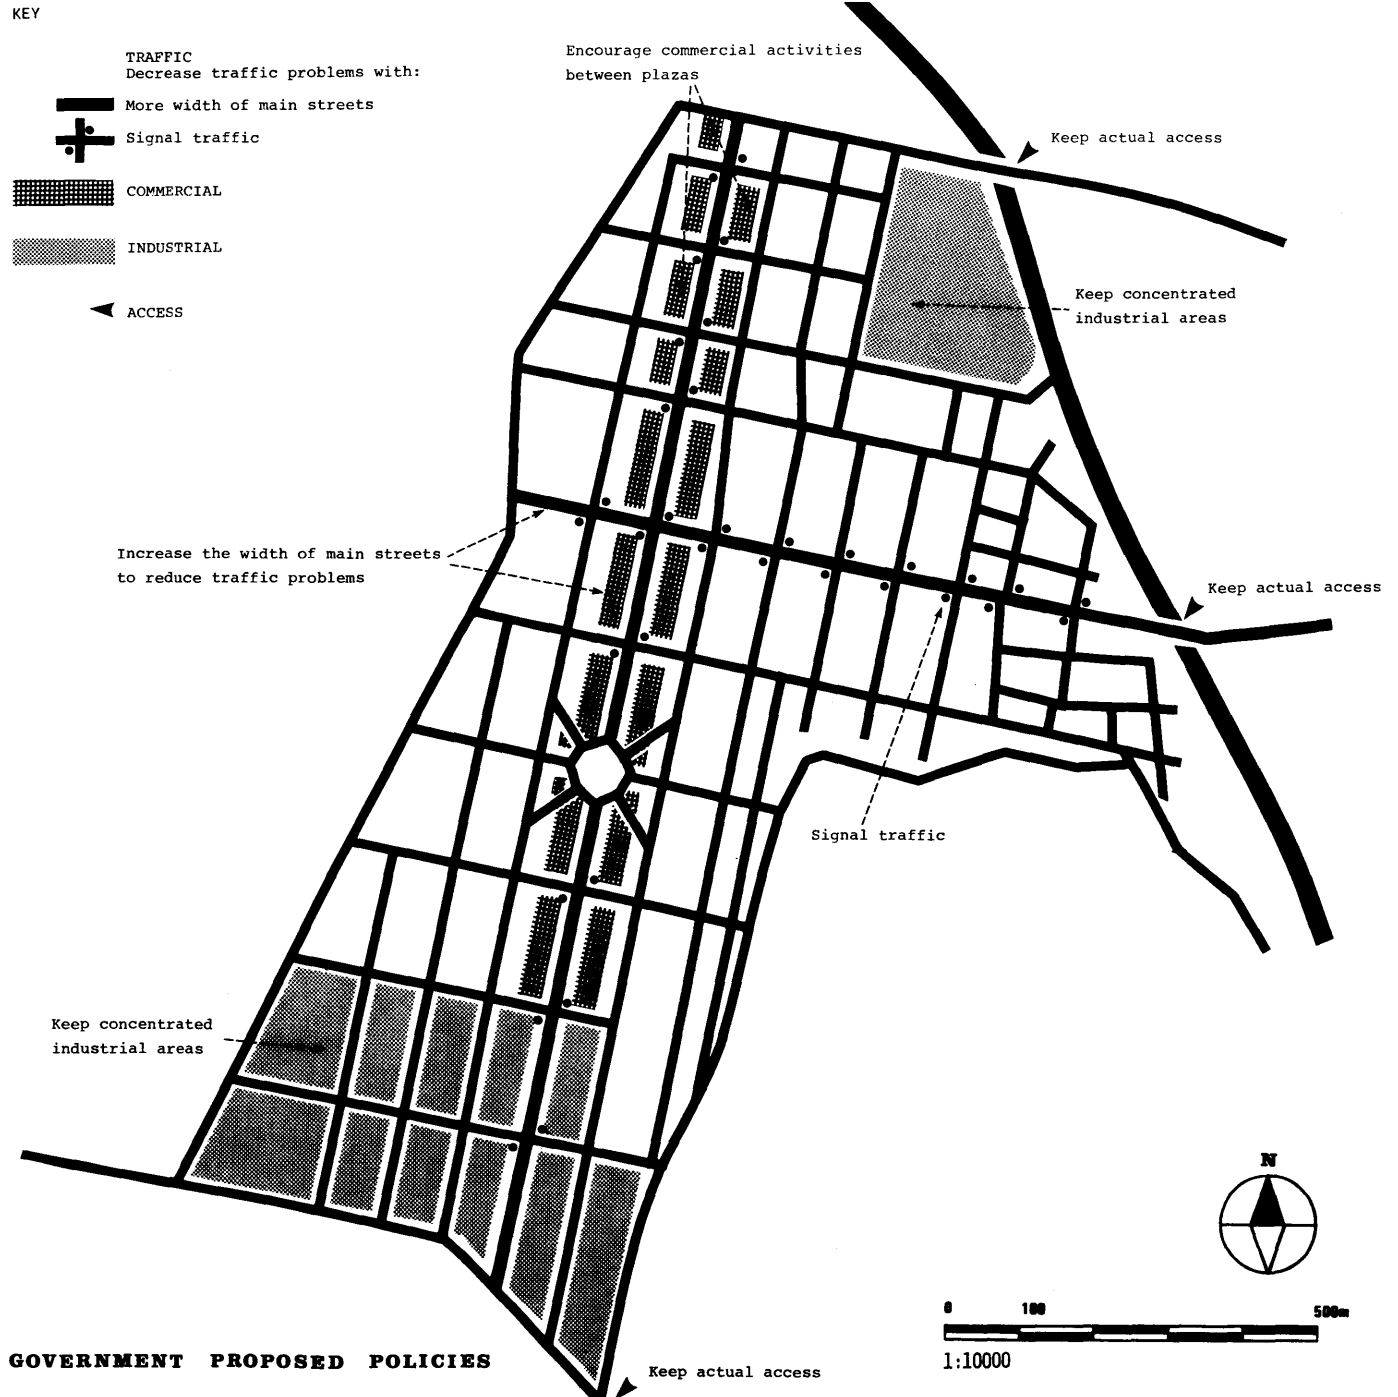 KEY
TRAFFIC
Decrease traffic problems with:
More width of main streets
Signal traffic
COMMERCIAL
INDUSTRIAL
ACCESS
Encourage commercial activities
between plazas
Keep actual access
Keep concentrated
industrial areas
Increase the width of main streets
to reduce traffic problems
Keep actual access
Signal traffic
Keep concentrated
industrial areas
N
0 100 500m
1:10000
GOVERNMENT PROPOSED POLICIES
Keep actual access